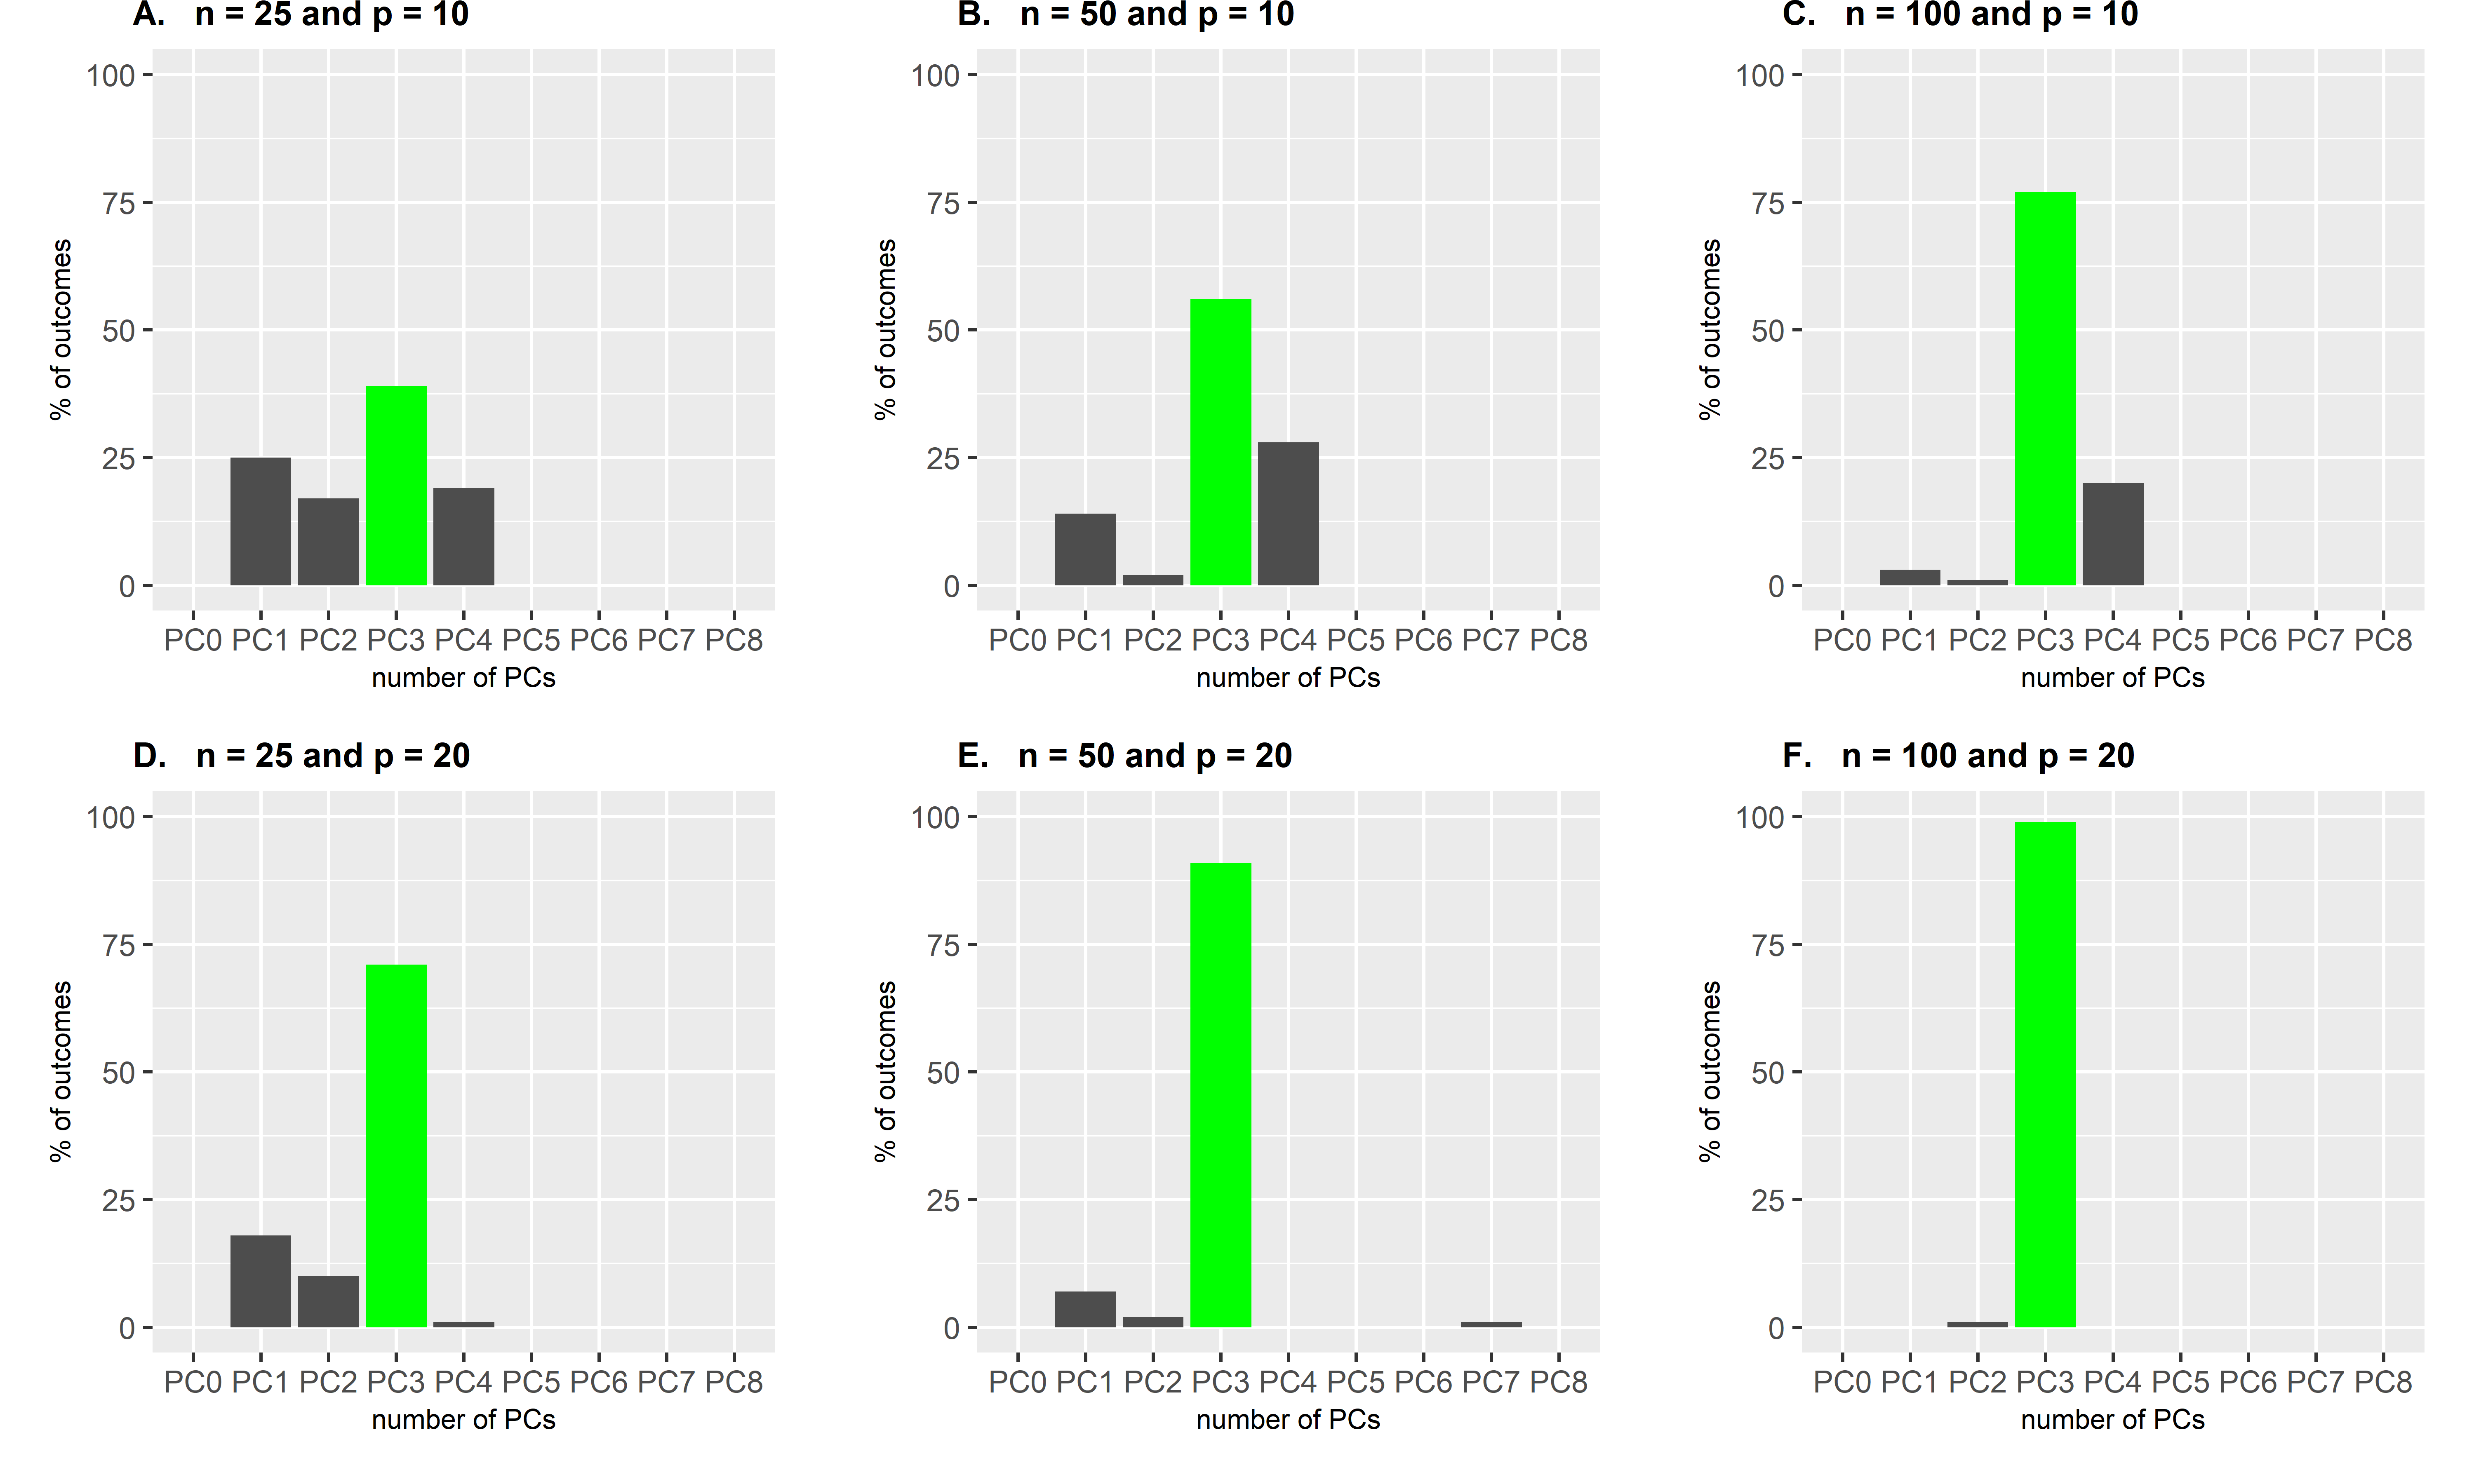 A. n = 25 and p = 10
B. n = 50 and p = 10
C. n = 100 and p = 10
% of outcomes
100
75
50
25
0
PC0 PC1 PC2 PC3 PC4 PC5 PC6 PC7 PC8
number of PCs
% of outcomes
100
75
50
25
0
PC0 PC1 PC2 PC3 PC4 PC5 PC6 PC7 PC8
number of PCs
% of outcomes
100
75
50
25
0
PC0 PC1 PC2 PC3 PC4 PC5 PC6 PC7 PC8
number of PCs
D. n = 25 and p = 20
E. n = 50 and p = 20
F. n = 100 and p = 20
% of outcomes
100
75
50
25
0
PC0 PC1 PC2 PC3 PC4 PC5 PC6 PC7 PC8
number of PCs
% of outcomes
100
75
50
25
0
PC0 PC1 PC2 PC3 PC4 PC5 PC6 PC7 PC8
number of PCs
% of outcomes
100
75
50
25
0
PC0 PC1 PC2 PC3 PC4 PC5 PC6 PC7 PC8
number of PCs